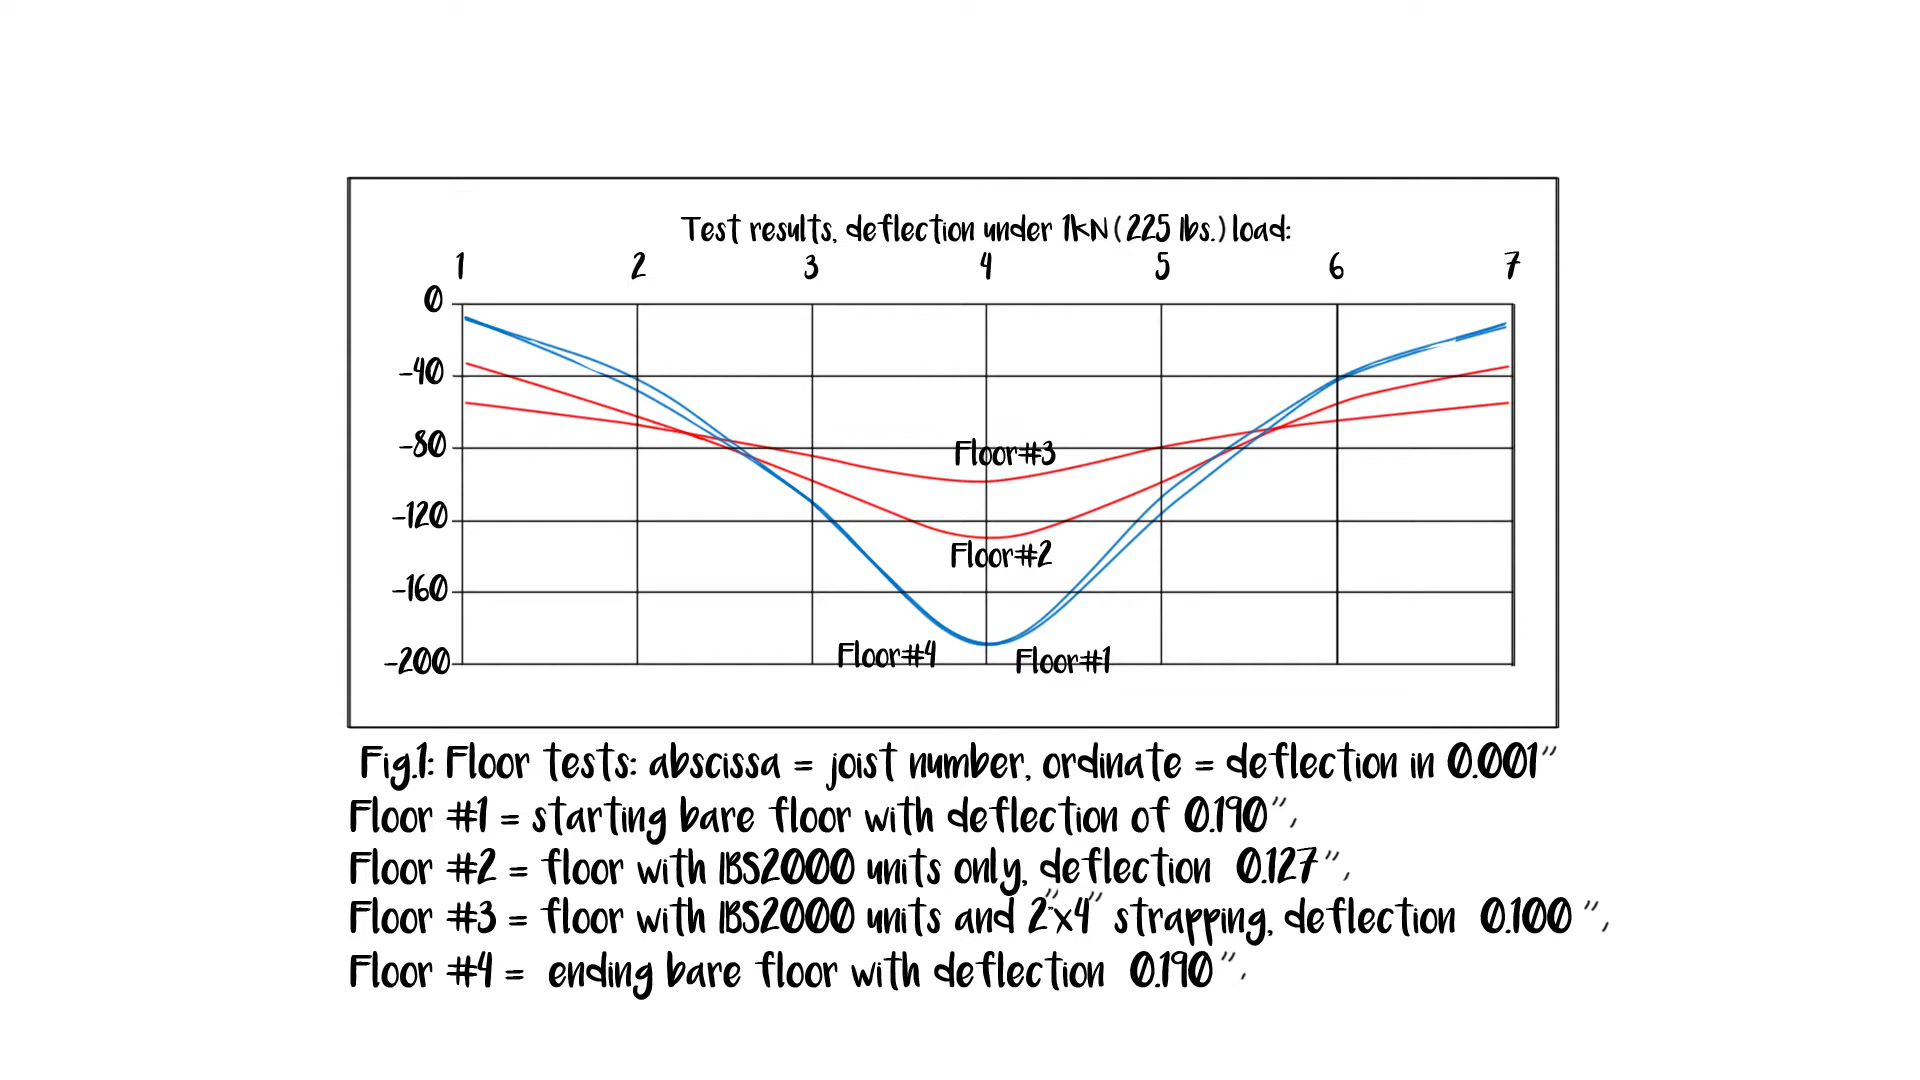 Test results, deflection under 1kN (225 lbs.) load:
1 2 3 4 5 6 7
0
-40
-80
-120
-160
-200
Floor#3
Floor#2
Floor#4 Floor#1
Fig.1: Floor tests: abscissa = joist number, ordinate = deflection in 0.001"
Floor #1 = starting bare floor with deflection of 0.190",
Floor #2 = floor with IBS2000 units only, deflection 0.127",
Floor #3 = floor with IBS2000 units and 2"x4" strapping, deflection 0.100 ",
Floor #4 = ending bare floor with deflection 0.190".